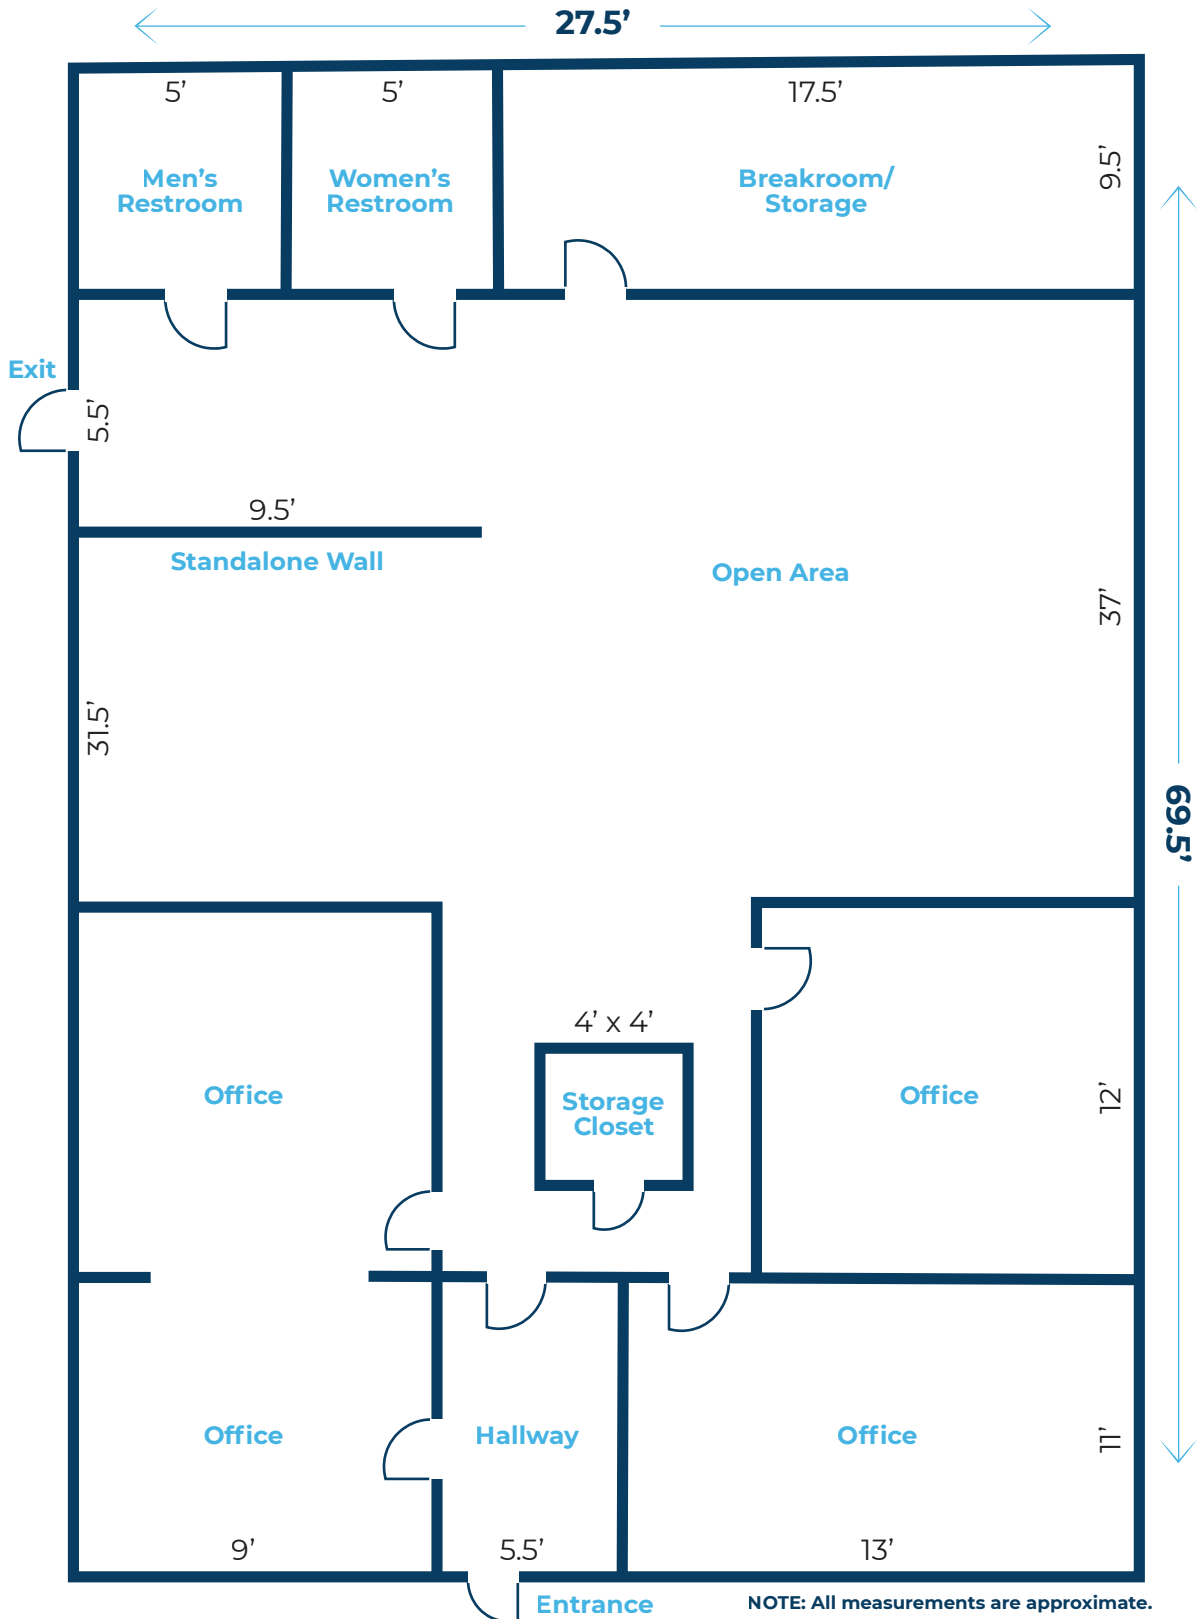 27.5’
5’
5’
17.5’
Men’s
Restroom
Women’s
Restroom
Breakroom/
Storage
9.5’
Exit
5.5’
9.5’
Standalone Wall
Open Area
37’
31.5’
69.5’
4’ x 4’
Storage
Closet
Office
Office
12’
Office
Hallway
Office
11’
9’
5.5’
13’
Entrance
NOTE: All measurements are approximate.